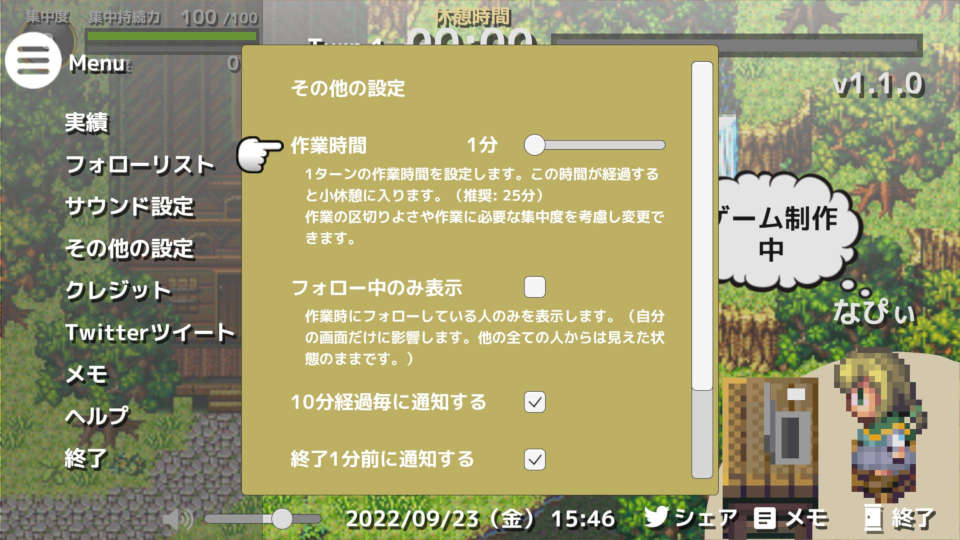 集中度
集中持続力 100/100
休憩時間
00:00
Menu
v1.1.0
実績
フォローリスト
サウンド設定
その他の設定
クレジット
Twitterツイート
メモ
ヘルプ
終了
その他の設定
作業時間 1分
1ターンの作業時間を設定します。この時間が経過する
と小休憩に入ります。（推奨: 25分）
作業の区切りよさや作業に必要な集中度を考慮し変更で
きます。
フォロー中のみ表示
作業時にフォローしている人のみを表示します。（自分
の画面だけに影響します。他の全ての人からは見えた状
態のままです。）
10分経過毎に通知する
終了1分前に通知する
ゲーム制作
中
なぴぃ
2022/09/23（金） 15:46
シェア
メモ
終了